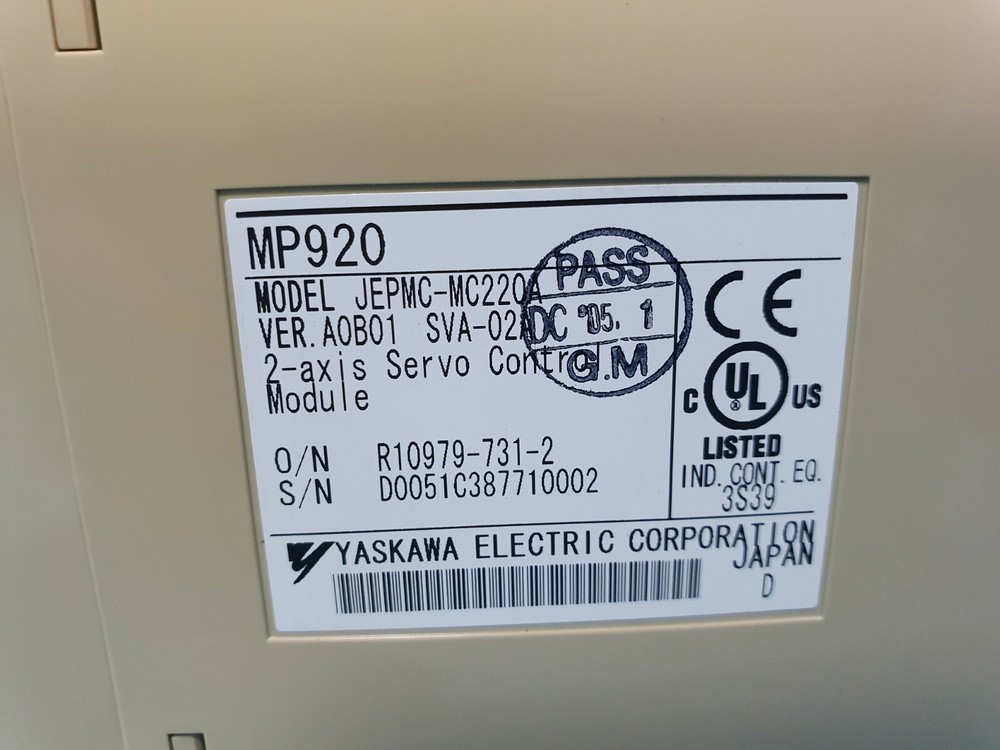 MP920
MODEL JEPMC-MC220A
VER. A0B01 SVA-02A
2-axis Servo Control
Module
O/N R10979-731-2
S/N D0051C387710002
PASS
DC '05. 1
G.M
CE
C UL US
LISTED
IND. CONT. EQ.
3S39
YASKAWA ELECTRIC CORPORATION
JAPAN
D